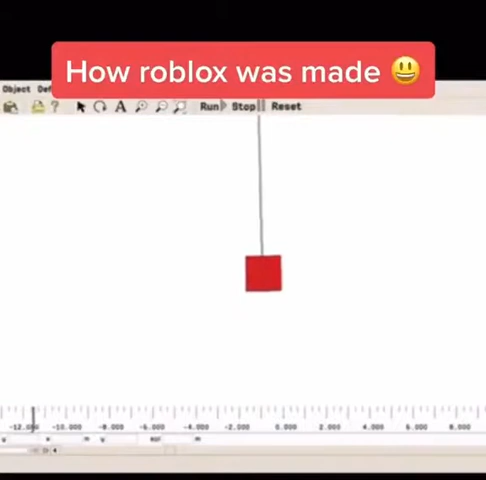 How roblox was made 😃
Object
? A Run Stop Reset
-12.000 -10.000 -8.000 -6.000 -4.000 -2.000 0.000 2.000 4.000 6.000 8.000